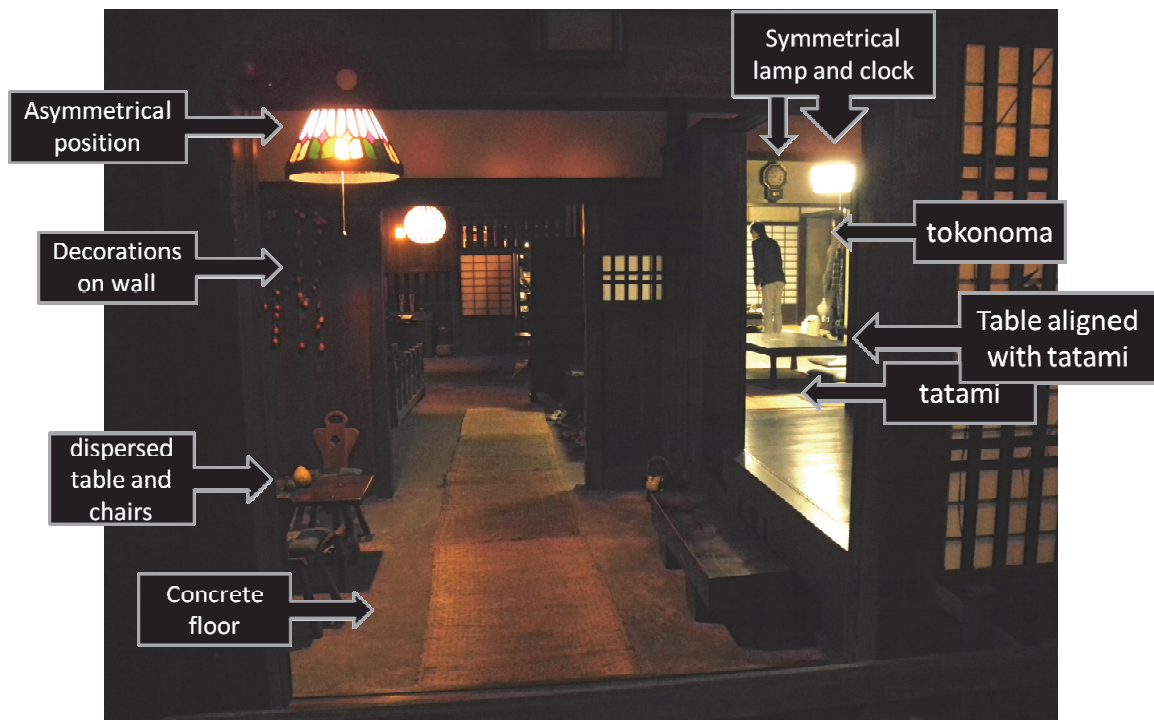 Symmetrical
lamp and clock
Asymmetrical
position
tokonoma
Decorations
on wall
Table aligned
with tatami
tatami
dispersed
table and
chairs
Concrete
floor